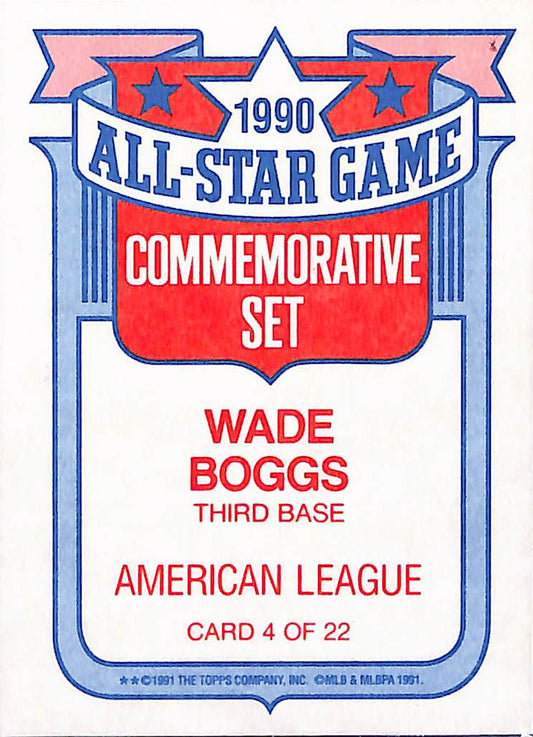 1990
ALL-STAR GAME
COMMEMORATIVE
SET
WADE
BOGGS
THIRD BASE
AMERICAN LEAGUE
CARD 4 OF 22
**©1991 THE TOPPS COMPANY, INC. ©MLB & MLBPA 1991.